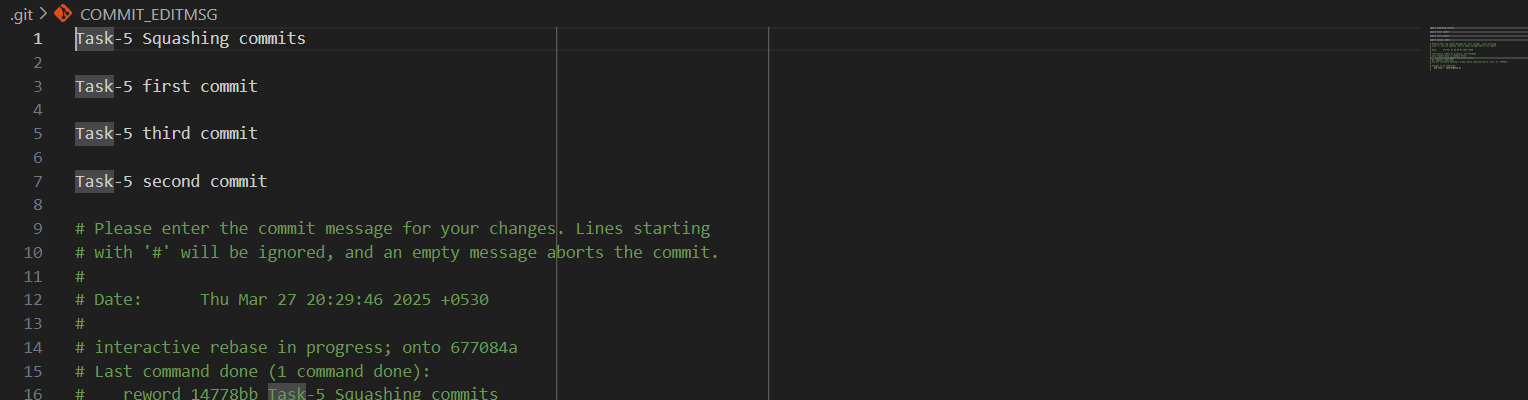 .git > COMMIT_EDITMSG
1 Task-5 Squashing commits
2
3 Task-5 first commit
4
5 Task-5 third commit
6
7 Task-5 second commit
8
9 # Please enter the commit message for your changes. Lines starting
10 # with '#' will be ignored, and an empty message aborts the commit.
11 #
12 # Date:      Thu Mar 27 20:29:46 2025 +0530
13 #
14 # interactive rebase in progress; onto 677084a
15 # Last command done (1 command done):
16 #    reword 14778bb Task-5 Squashing commits